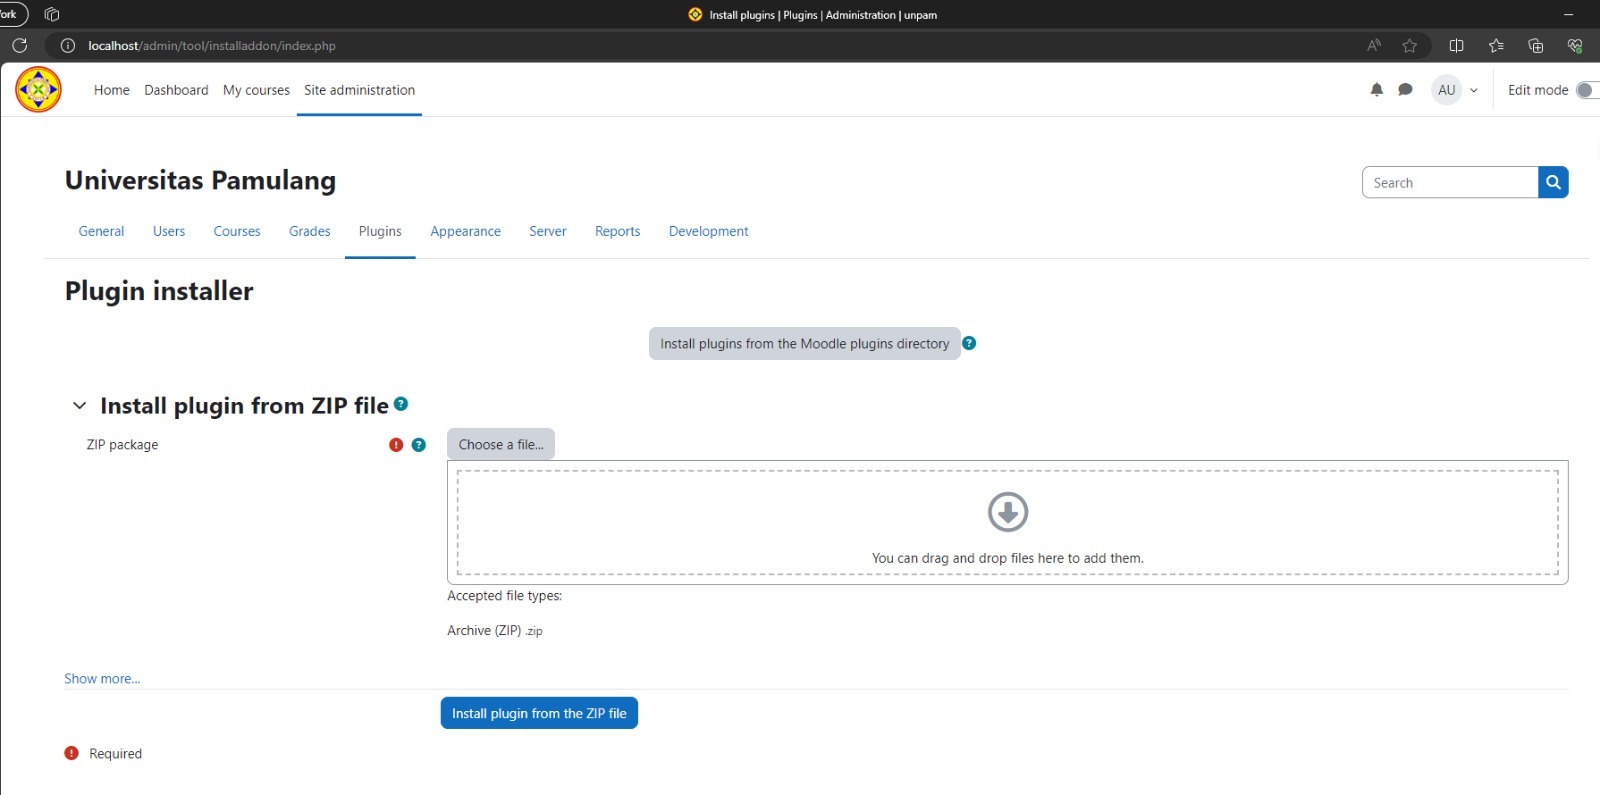 ork
Install plugins | Plugins | Administration | unpam
localhost/admin/tool/installaddon/index.php
Home Dashboard My courses Site administration
AU
Edit mode
Universitas Pamulang
Search
General Users Courses Grades Plugins Appearance Server Reports Development
Plugin installer
Install plugins from the Moodle plugins directory
Install plugin from ZIP file
ZIP package
Choose a file...
You can drag and drop files here to add them.
Accepted file types:
Archive (ZIP) .zip
Show more...
Install plugin from the ZIP file
Required